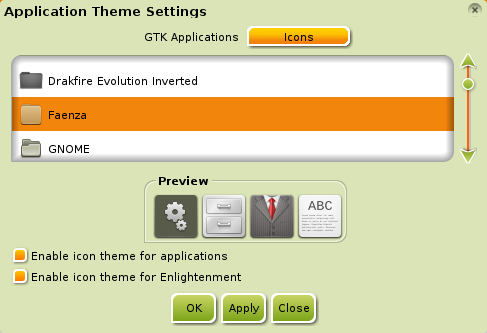 Application Theme Settings
GTK Applications Icons
Drakfire Evolution Inverted
Faenza
GNOME
Preview
ABC
Enable icon theme for applications
Enable icon theme for Enlightenment
OK Apply Close